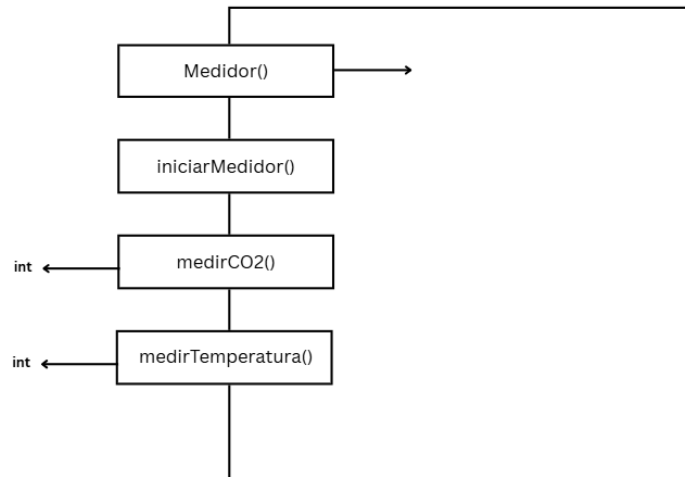 Medidor()
iniciarMedidor()
int
medirCO2()
int
medirTemperatura()